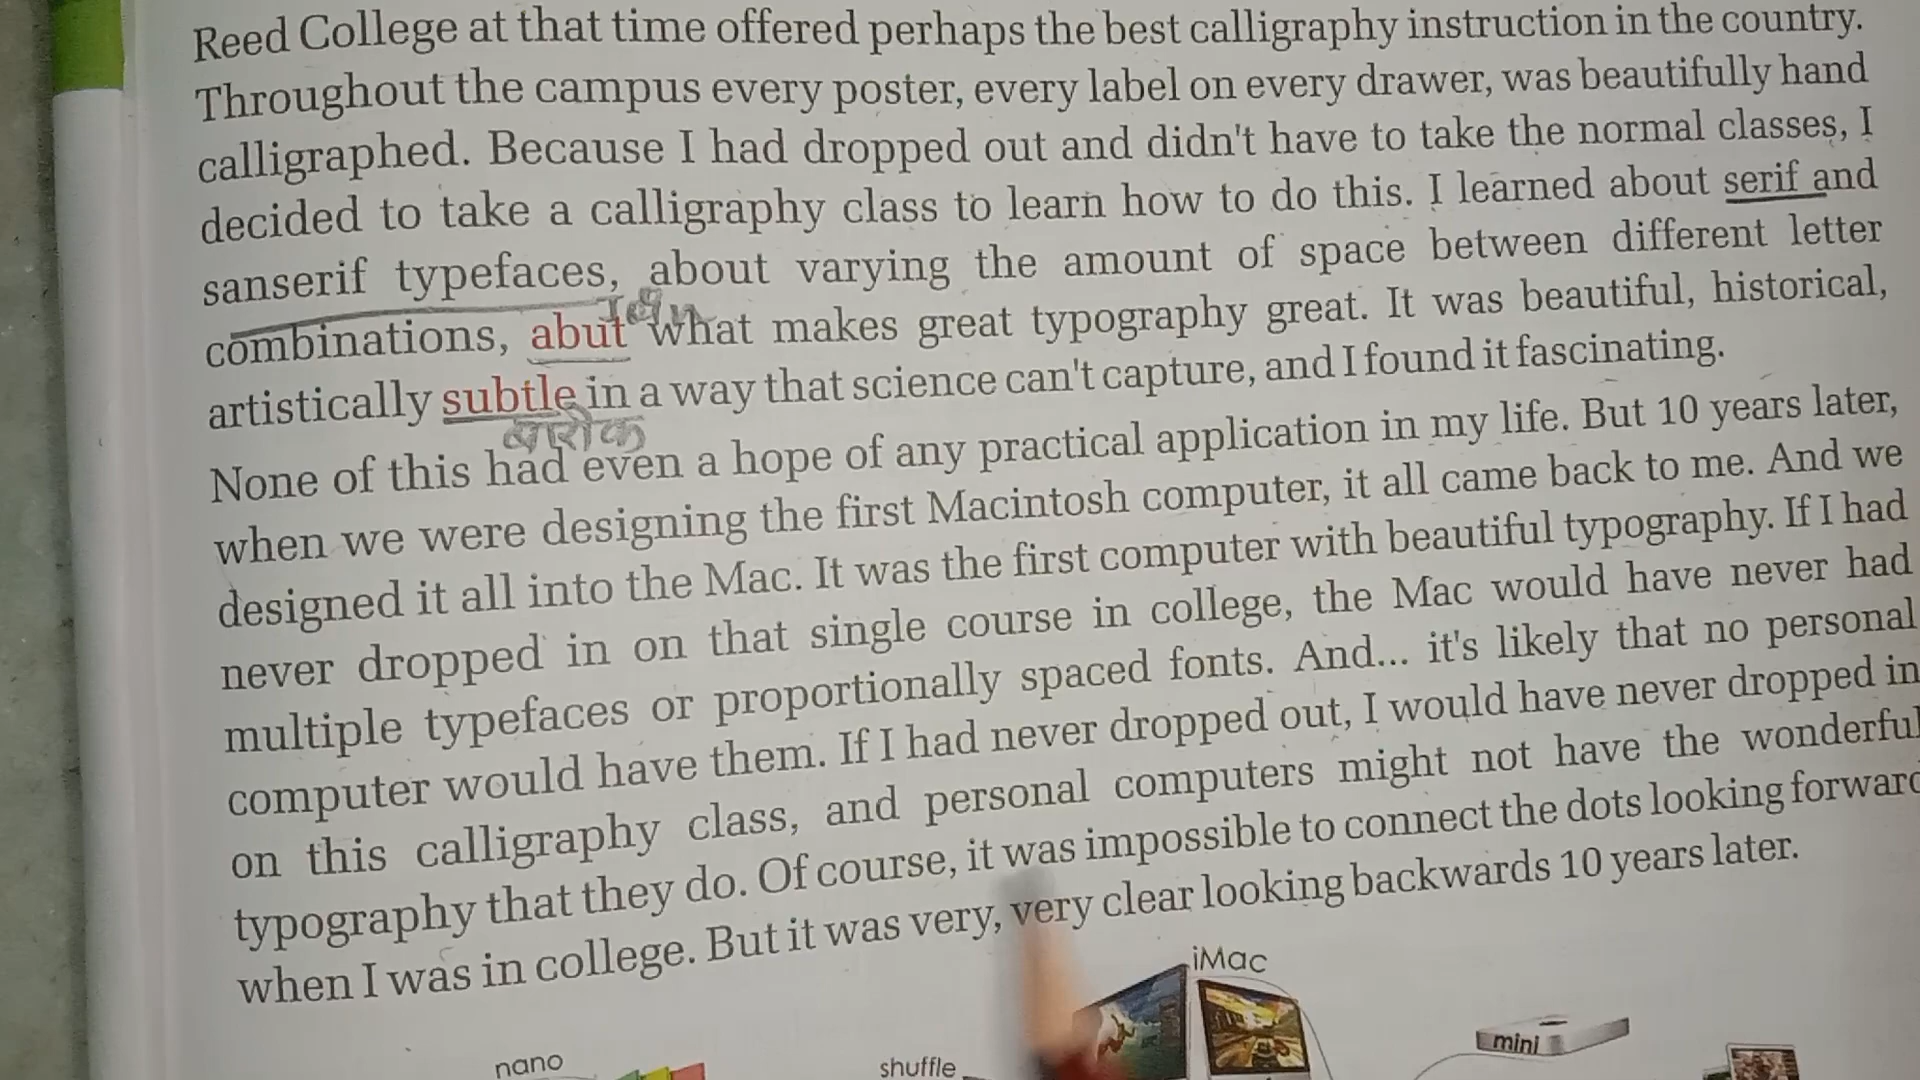 Reed College at that time offered perhaps the best calligraphy instruction in the country.
Throughout the campus every poster, every label on every drawer, was beautifully hand
calligraphed. Because I had dropped out and didn't have to take the normal classes, I
decided to take a calligraphy class to learn how to do this. I learned about serif and
sanserif typefaces, about varying the amount of space between different letter
combinations, abut what makes great typography great. It was beautiful, historical,
artistically subtle in a way that science can't capture, and I found it fascinating.
बारीक
None of this had even a hope of any practical application in my life. But 10 years later,
when we were designing the first Macintosh computer, it all came back to me. And we
designed it all into the Mac. It was the first computer with beautiful typography. If I had
never dropped in on that single course in college, the Mac would have never had
multiple typefaces or proportionally spaced fonts. And... it's likely that no personal
computer would have them. If I had never dropped out, I would have never dropped in
on this calligraphy class, and personal computers might not have the wonderful
typography that they do. Of course, it was impossible to connect the dots looking forward
when I was in college. But it was very, very clear looking backwards 10 years later.
iMac
mini
nano
shuffle